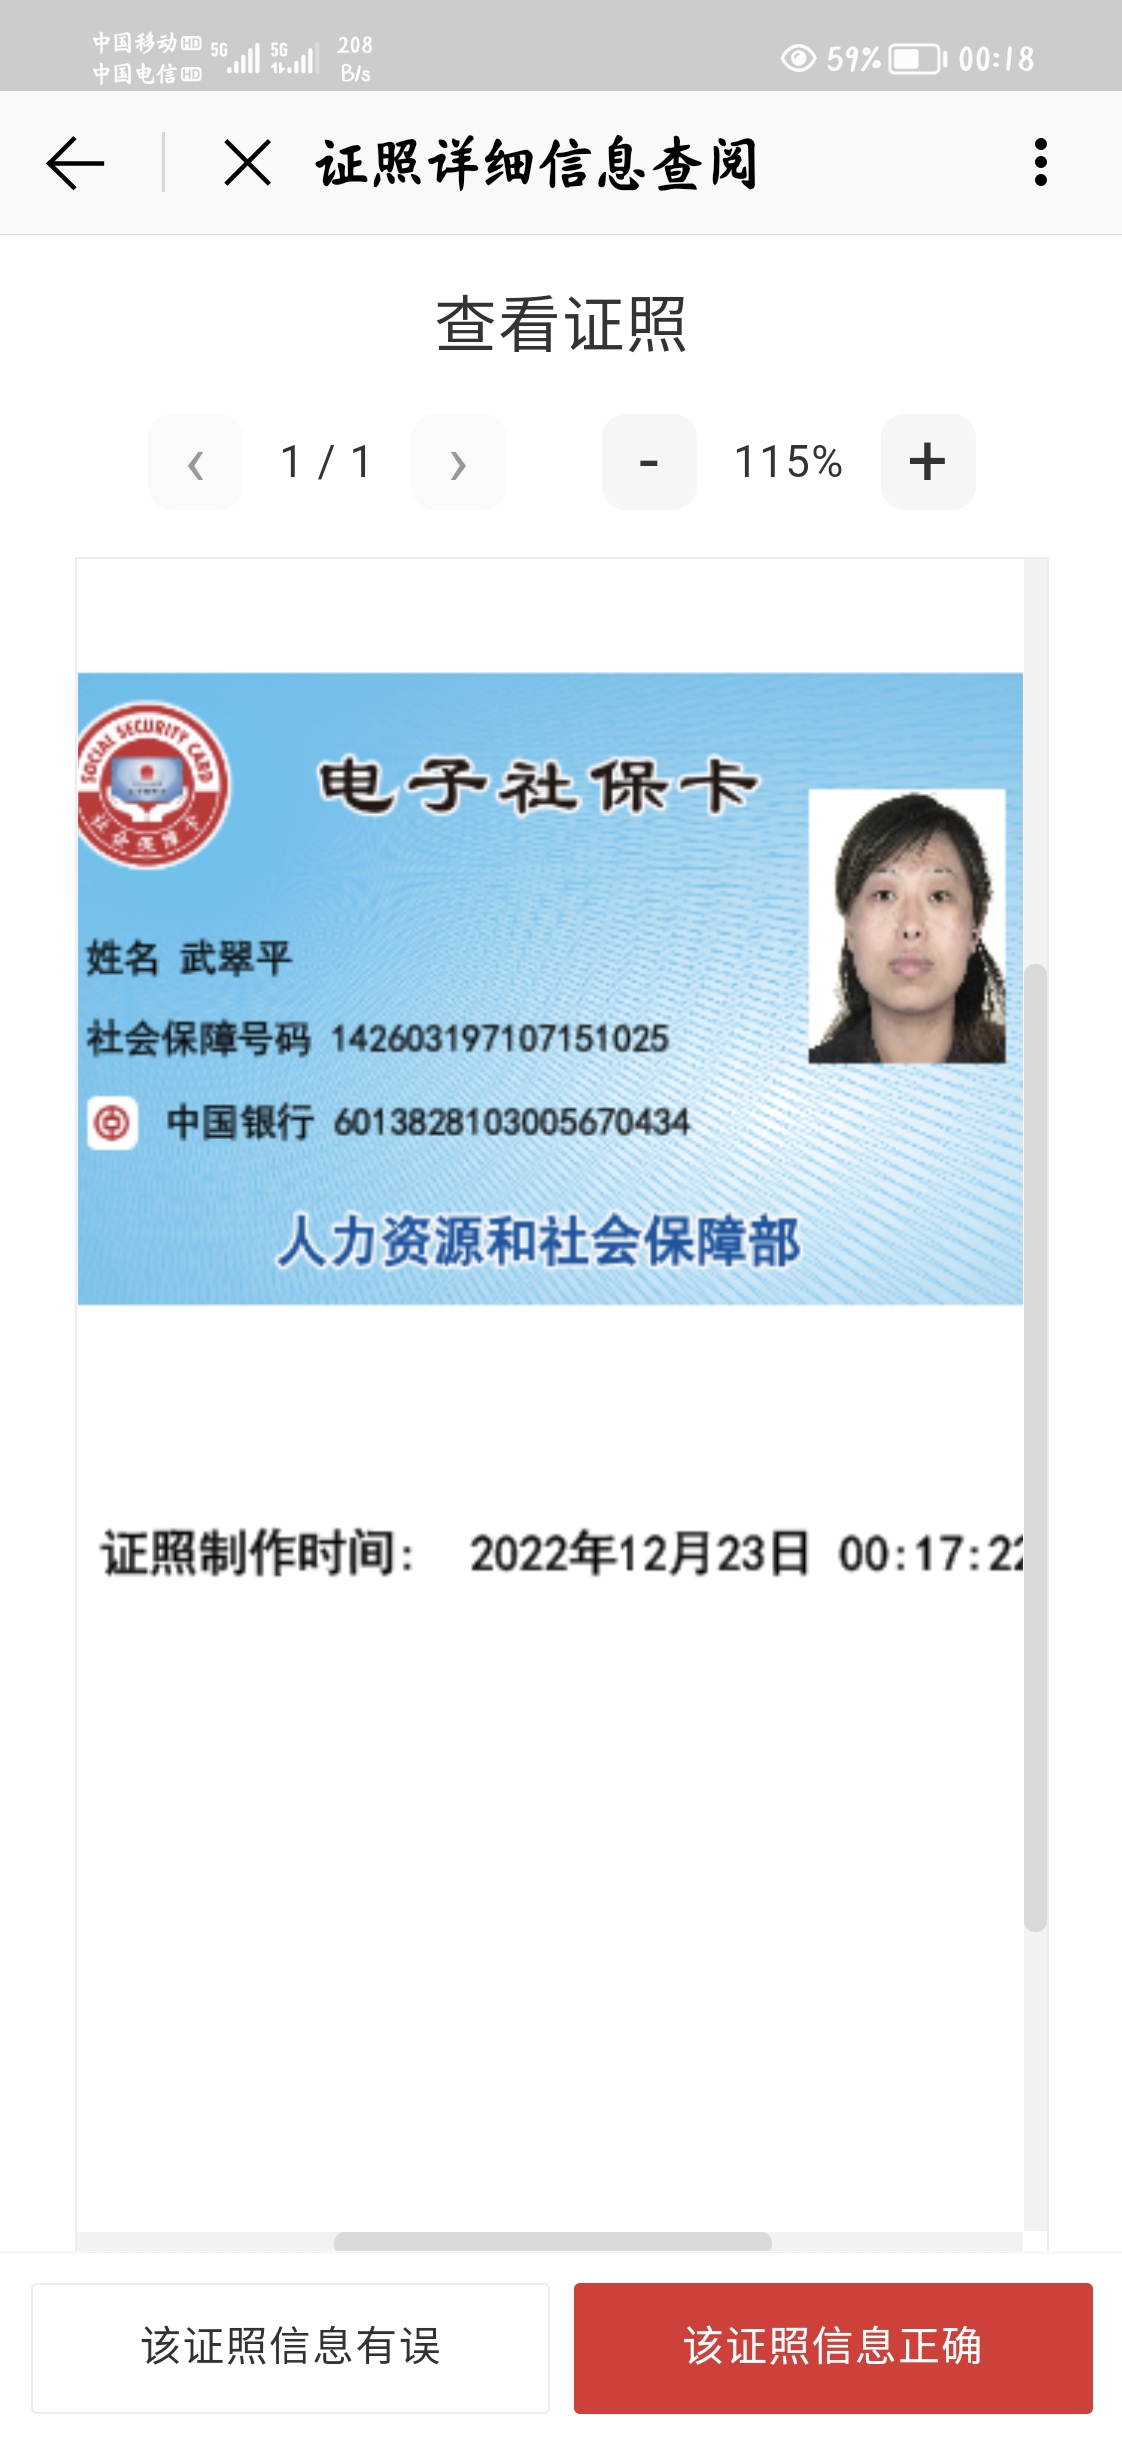 中国移动HD 5G 5G 208
中国电信HD B/s
59% 00:18
证照详细信息查阅
查看证照
‹ 1 / 1 › - 115% +
SOCIAL SECURITY CARD
社会保障卡
电子社保卡
姓名 武翠平
社会保障号码 142603197107151025
中国银行 6013828103005670434
人力资源和社会保障部
证照制作时间: 2022年12月23日 00:17:22
该证照信息有误
该证照信息正确